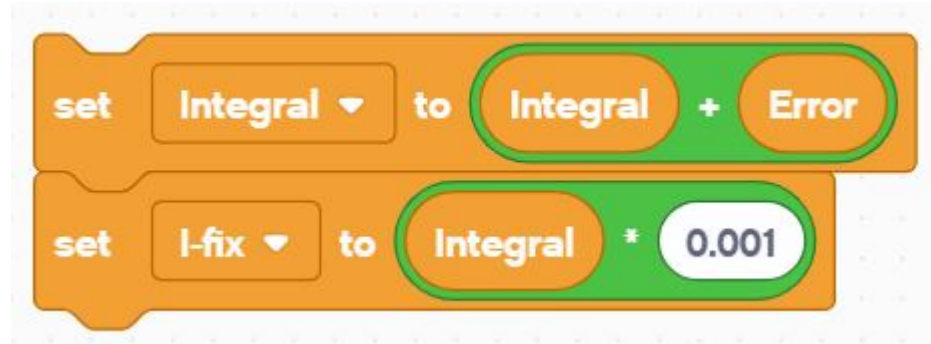 set Integral to Integral + Error
set I-fix to Integral * 0.001